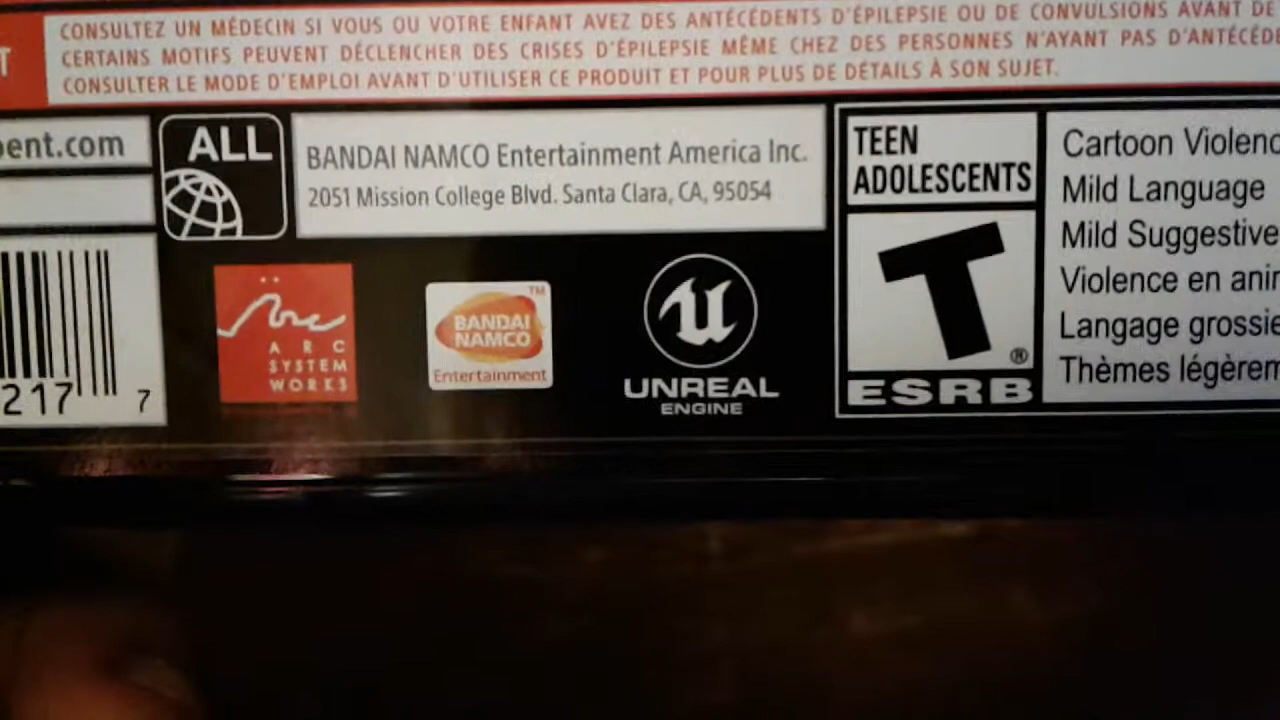 CONSULTEZ UN MÉDECIN SI VOUS OU VOTRE ENFANT AVEZ DES ANTÉCÉDENTS D'ÉPILEPSIE OU DE CONVULSIONS AVANT DE
CERTAINS MOTIFS PEUVENT DÉCLENCHER DES CRISES D'ÉPILEPSIE MÊME CHEZ DES PERSONNES N'AYANT PAS D'ANTÉCÉDE
CONSULTER LE MODE D'EMPLOI AVANT D'UTILISER CE PRODUIT ET POUR PLUS DE DÉTAILS À SON SUJET.
T
ent.com
ALL
BANDAI NAMCO Entertainment America Inc.
2051 Mission College Blvd. Santa Clara, CA, 95054
217 7
ARC
SYSTEM
WORKS
BANDAI
NAMCO
TM
Entertainment
U
UNREAL
ENGINE
TEEN
ADOLESCENTS
T
®
ESRB
Cartoon Violenc
Mild Language
Mild Suggestive
Violence en anim
Langage grossie
Thèmes légèrem